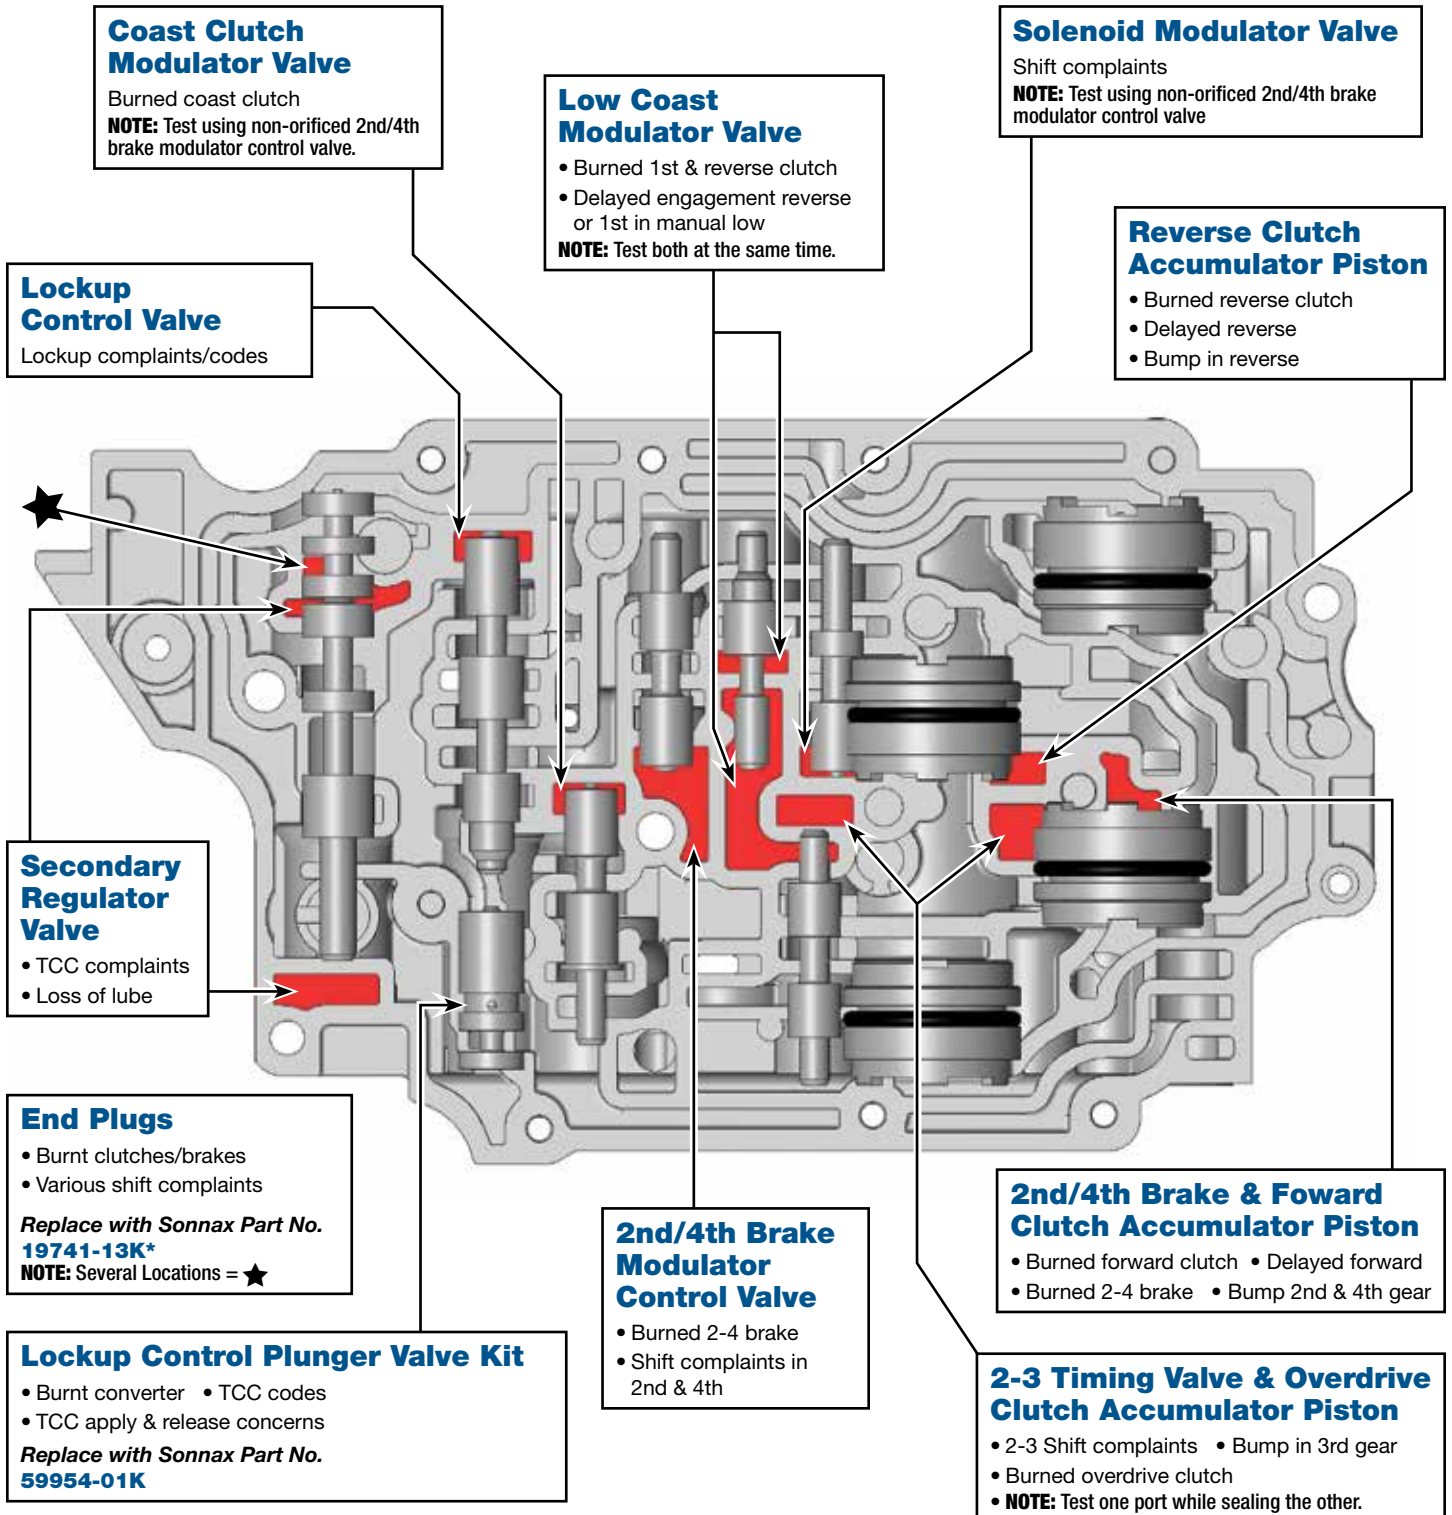 Coast Clutch
Modulator Valve
Burned coast clutch
NOTE: Test using non-orificed 2nd/4th
brake modulator control valve.
Low Coast
Modulator Valve
• Burned 1st & reverse clutch
• Delayed engagement reverse
or 1st in manual low
NOTE: Test both at the same time.
Solenoid Modulator Valve
Shift complaints
NOTE: Test using non-orificed 2nd/4th brake
modulator control valve
Reverse Clutch
Accumulator Piston
• Burned reverse clutch
• Delayed reverse
• Bump in reverse
Lockup
Control Valve
Lockup complaints/codes
Secondary
Regulator
Valve
• TCC complaints
• Loss of lube
End Plugs
• Burnt clutches/brakes
• Various shift complaints
Replace with Sonnax Part No.
19741-13K*
NOTE: Several Locations = ★
Lockup Control Plunger Valve Kit
• Burnt converter • TCC codes
• TCC apply & release concerns
Replace with Sonnax Part No.
59954-01K
2nd/4th Brake
Modulator
Control Valve
• Burned 2-4 brake
• Shift complaints in
2nd & 4th
2nd/4th Brake & Foward
Clutch Accumulator Piston
• Burned forward clutch • Delayed forward
• Burned 2-4 brake • Bump 2nd & 4th gear
2-3 Timing Valve & Overdrive
Clutch Accumulator Piston
• 2-3 Shift complaints • Bump in 3rd gear
• Burned overdrive clutch
• NOTE: Test one port while sealing the other.